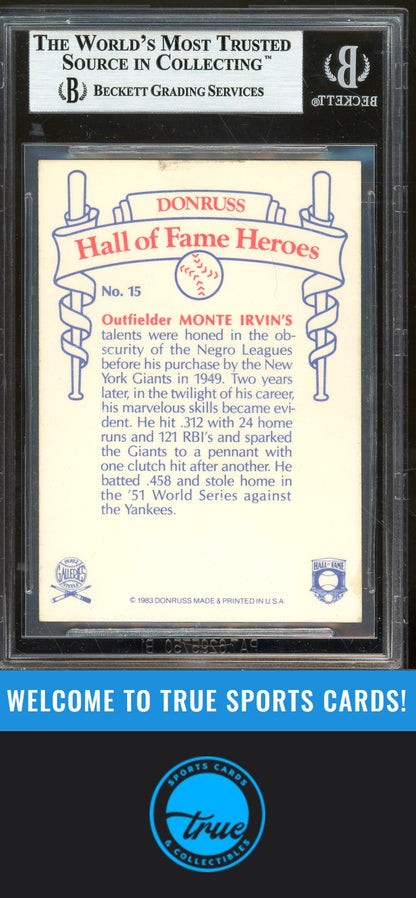 THE WORLD'S MOST TRUSTED
SOURCE IN COLLECTING™
B BECKETT GRADING SERVICES
B
BECKETT®
DONRUSS
Hall of Fame Heroes
No. 15
Outfielder MONTE IRVIN'S
talents were honed in the ob-
scurity of the Negro Leagues
before his purchase by the New
York Giants in 1949. Two years
later, in the twilight of his career,
his marvelous skills became evi-
dent. He hit .312 with 24 home
runs and 121 RBI's and sparked
the Giants to a pennant with
one clutch hit after another. He
batted .458 and stole home in
the '51 World Series against
the Yankees.
PEREZ
GALLERIES
HALL OF FAME
© 1983 DONRUSS MADE & PRINTED IN U.S.A.
WELCOME TO TRUE SPORTS CARDS!
SPORTS CARDS
true
& COLLECTIBLES